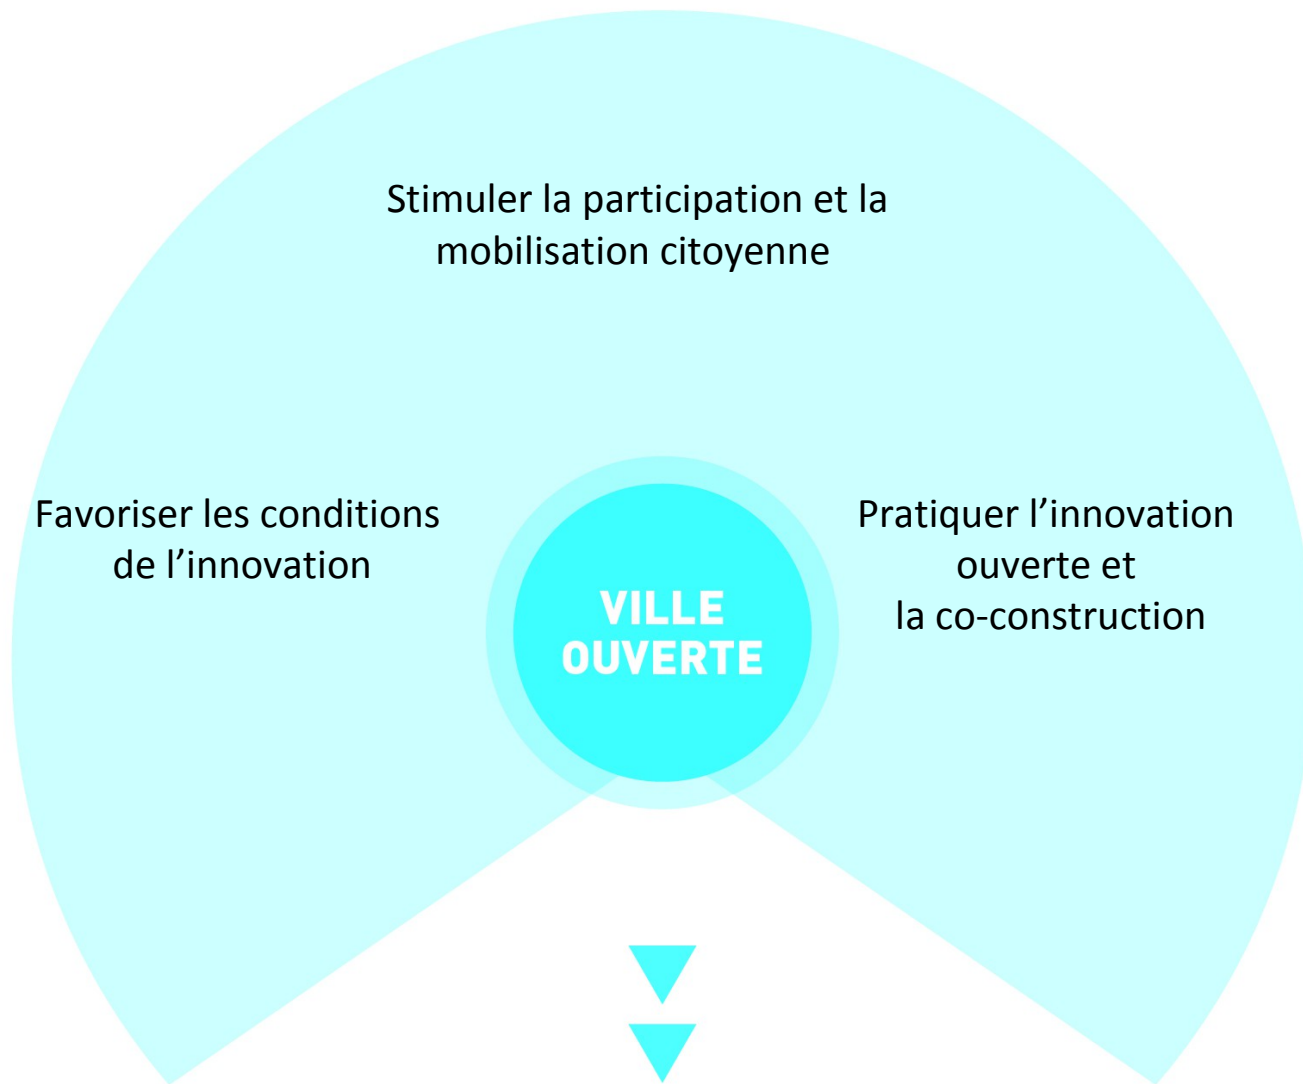 Stimuler la participation et la
mobilisation citoyenne
Favoriser les conditions
de l’innovation
Pratiquer l’innovation
ouverte et
la co-construction
VILLE
OUVERTE